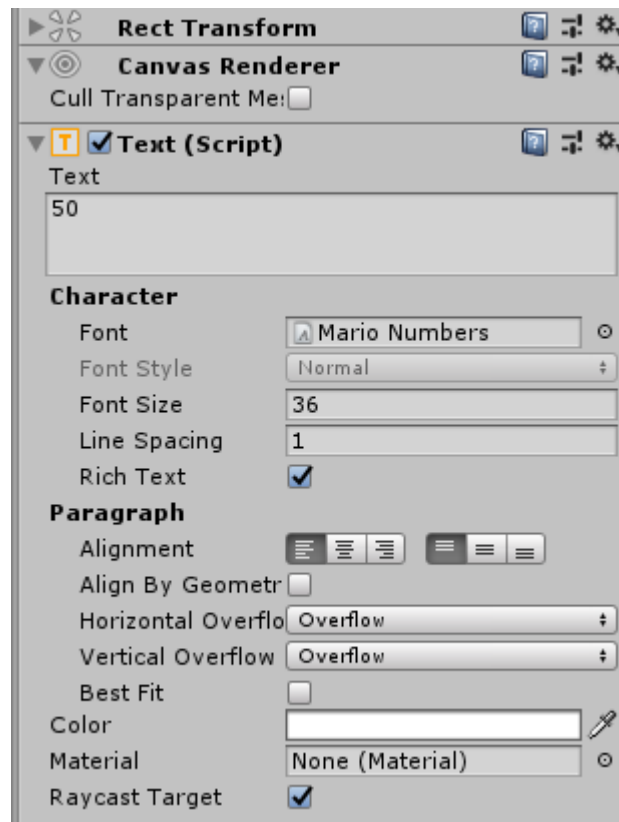 Rect Transform
Canvas Renderer
Cull Transparent Me
Text (Script)
Text
50
Character
Font Mario Numbers
Font Style Normal
Font Size 36
Line Spacing 1
Rich Text
Paragraph
Alignment
Align By Geometr
Horizontal Overflo Overflow
Vertical Overflow Overflow
Best Fit
Color
Material None (Material)
Raycast Target